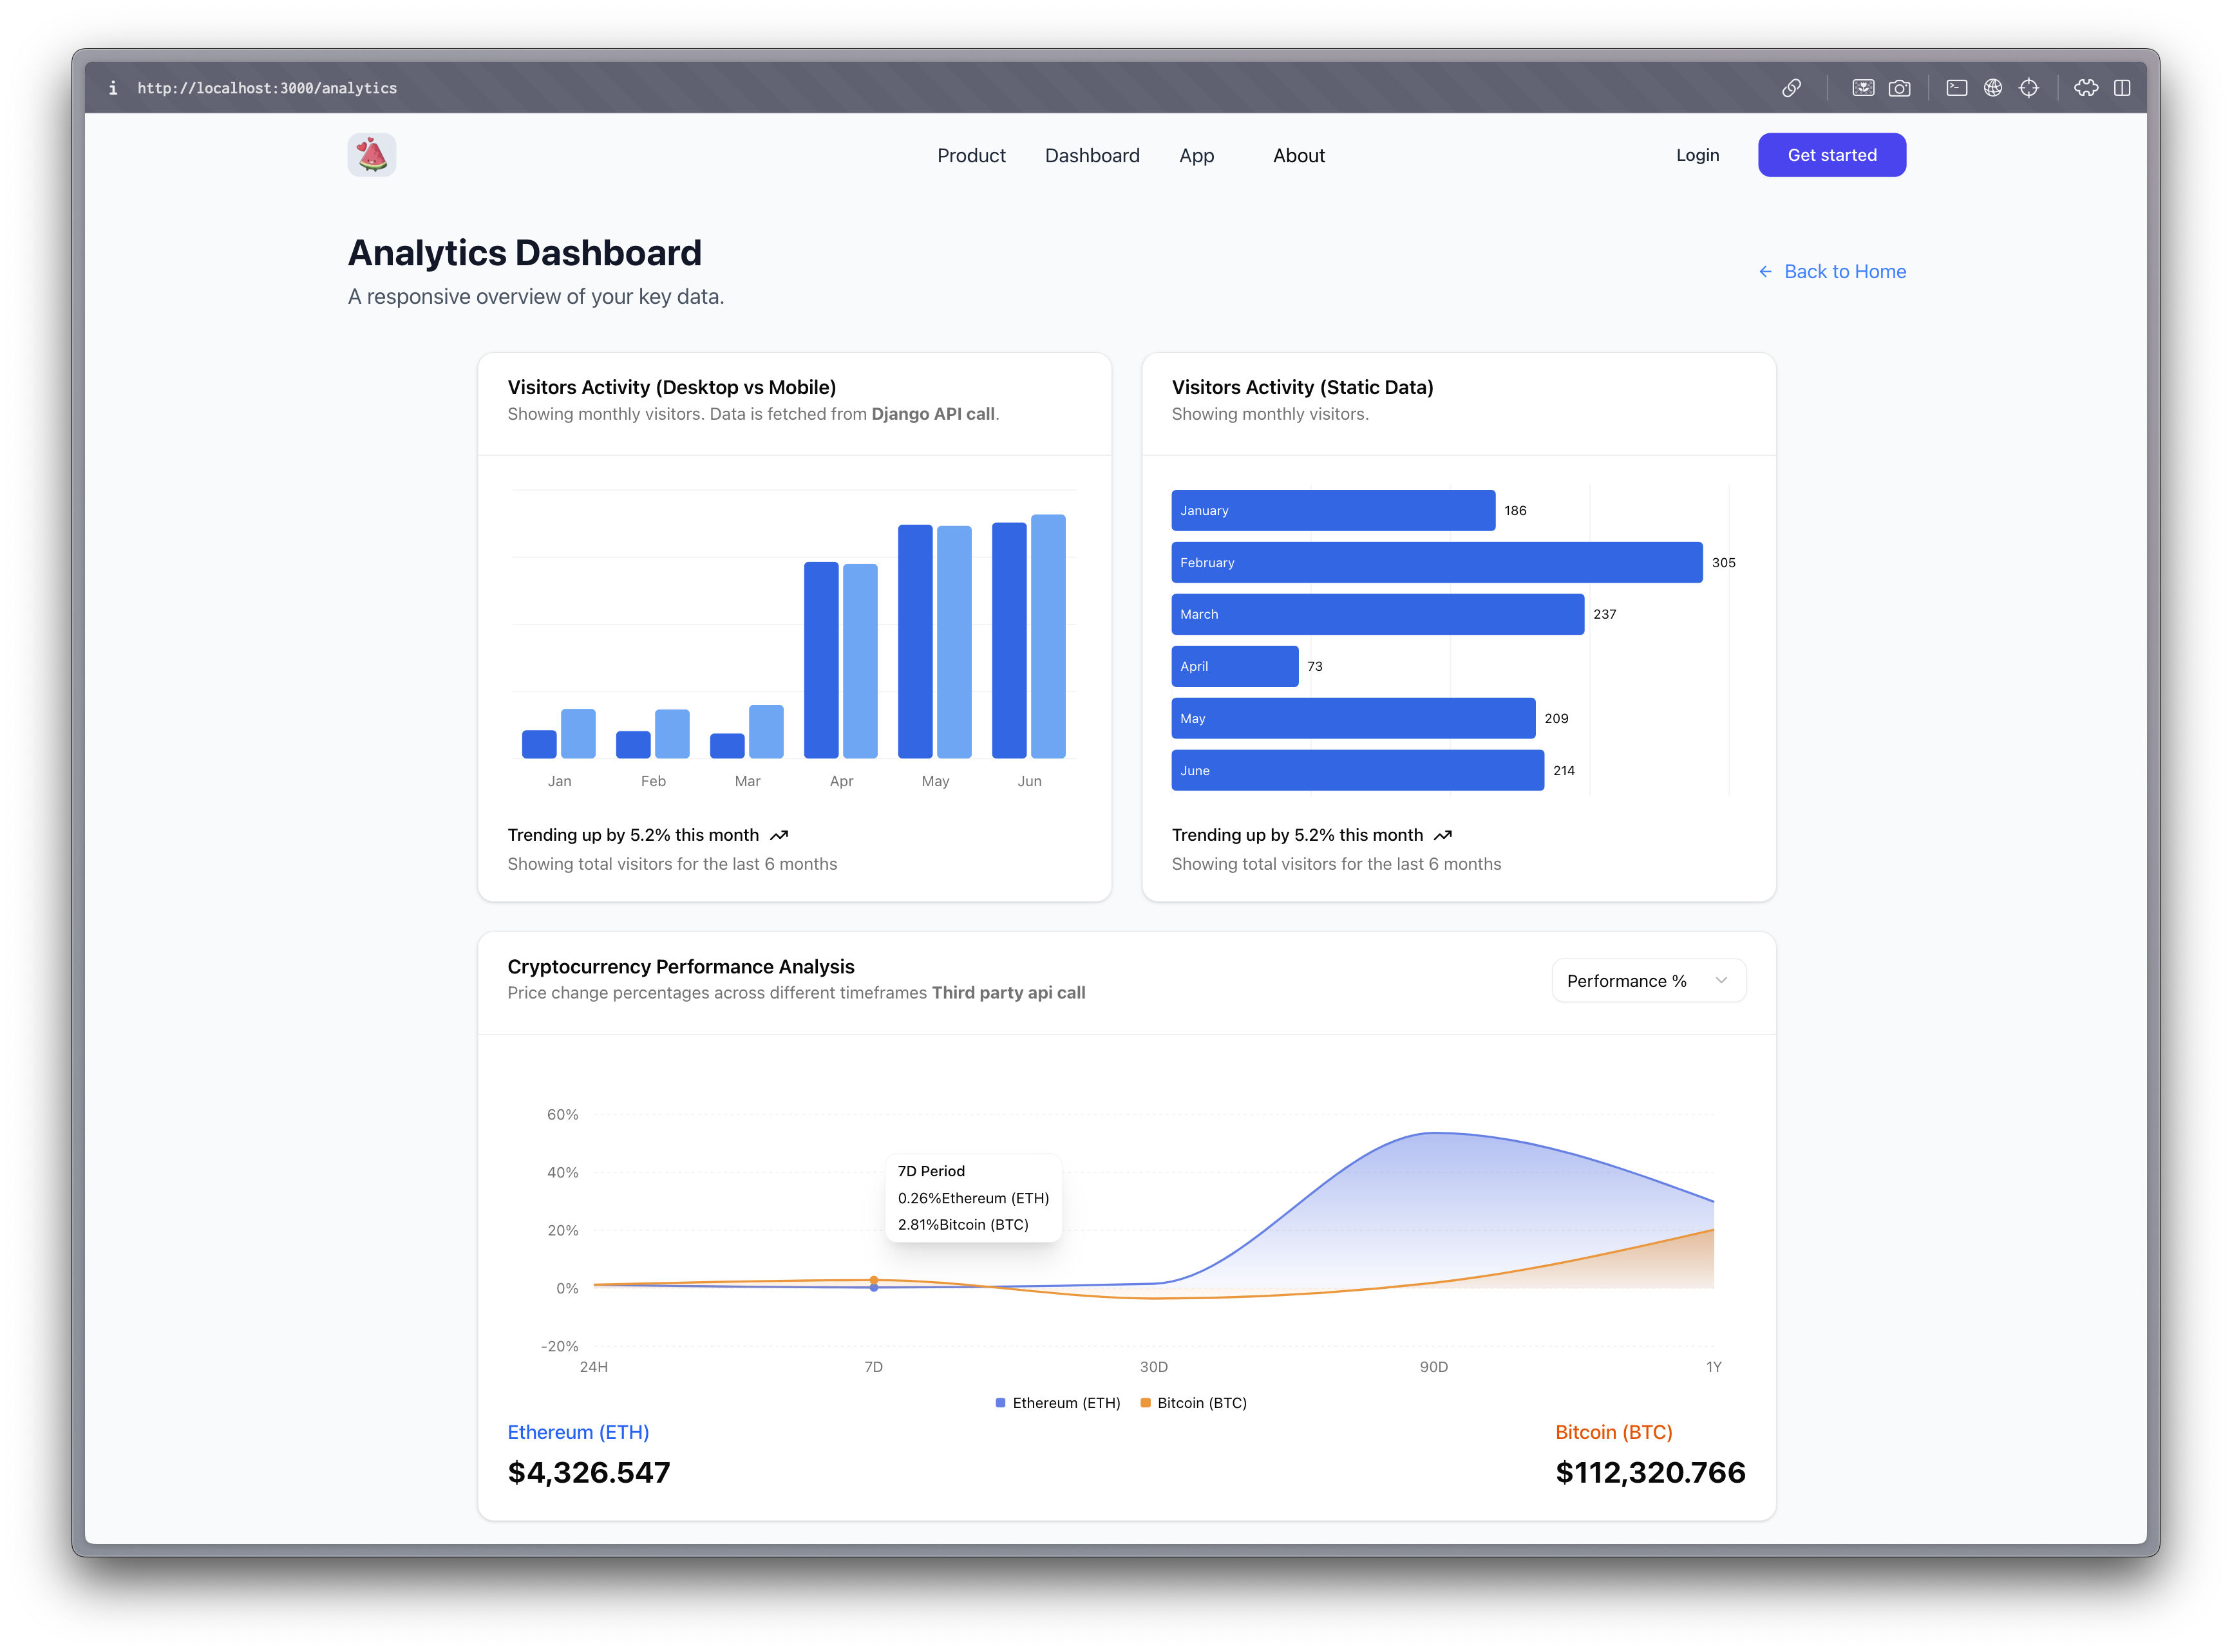 i http://localhost:3000/analytics
Product Dashboard App About Login Get started
Analytics Dashboard
A responsive overview of your key data.
← Back to Home
Visitors Activity (Desktop vs Mobile)
Showing monthly visitors. Data is fetched from Django API call.
Jan Feb Mar Apr May Jun
Trending up by 5.2% this month
Showing total visitors for the last 6 months
Visitors Activity (Static Data)
Showing monthly visitors.
January 186
February 305
March 237
April 73
May 209
June 214
Trending up by 5.2% this month
Showing total visitors for the last 6 months
Cryptocurrency Performance Analysis
Price change percentages across different timeframes Third party api call
Performance %
60%
40%
20%
0%
-20%
7D Period
0.26%Ethereum (ETH)
2.81%Bitcoin (BTC)
24H 7D 30D 90D 1Y
Ethereum (ETH) Bitcoin (BTC)
Ethereum (ETH)
$4,326.547
Bitcoin (BTC)
$112,320.766